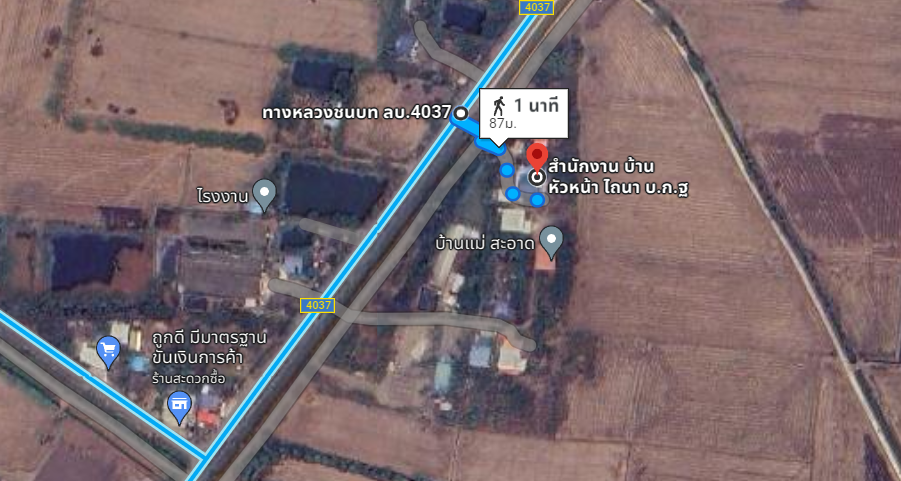 4037
ทางหลวงชนบท ลบ.4037
1 นาที
87ม.
สำนักงาน บ้าน
หัวหน้า ไถนา บ.ก.ฐ
โรงงาน
บ้านแม่ สะอาด
4037
ถูกดี มีมาตรฐาน
ขันเงินการค้า
ร้านสะดวกซื้อ